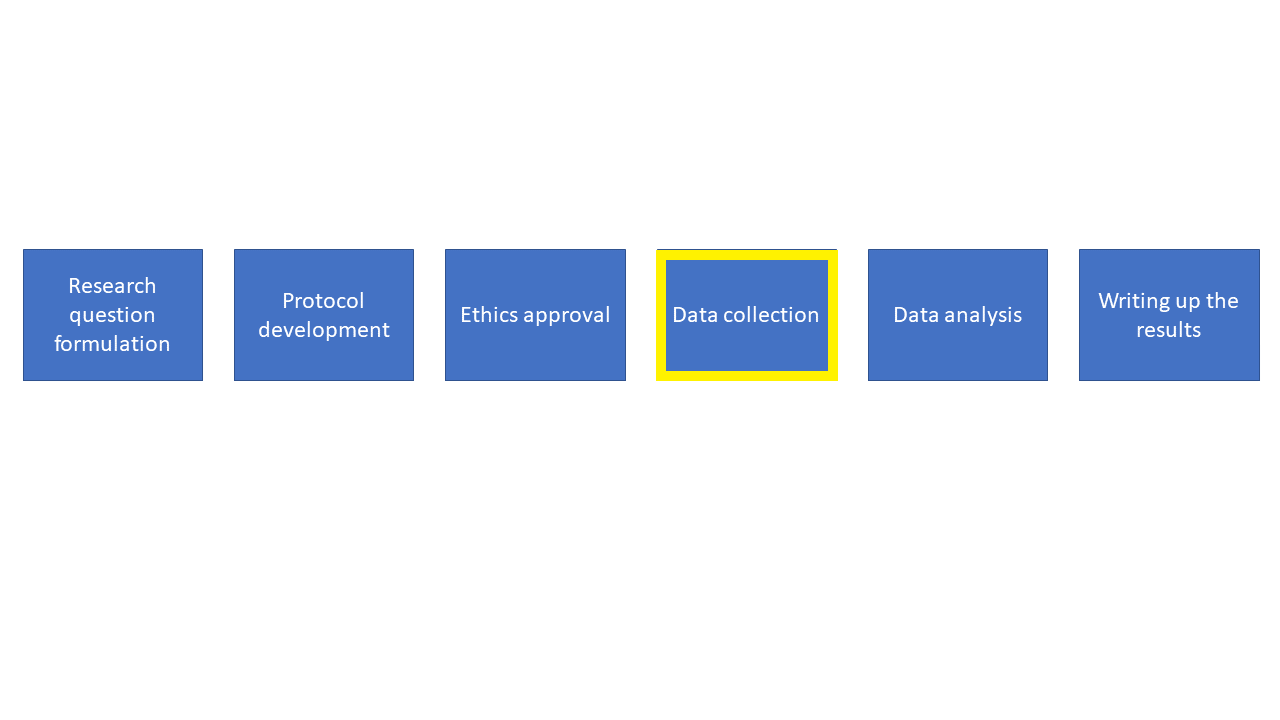 Research
question
formulation
Protocol
development
Ethics approval
Data collection
Data analysis
Writing up the
results